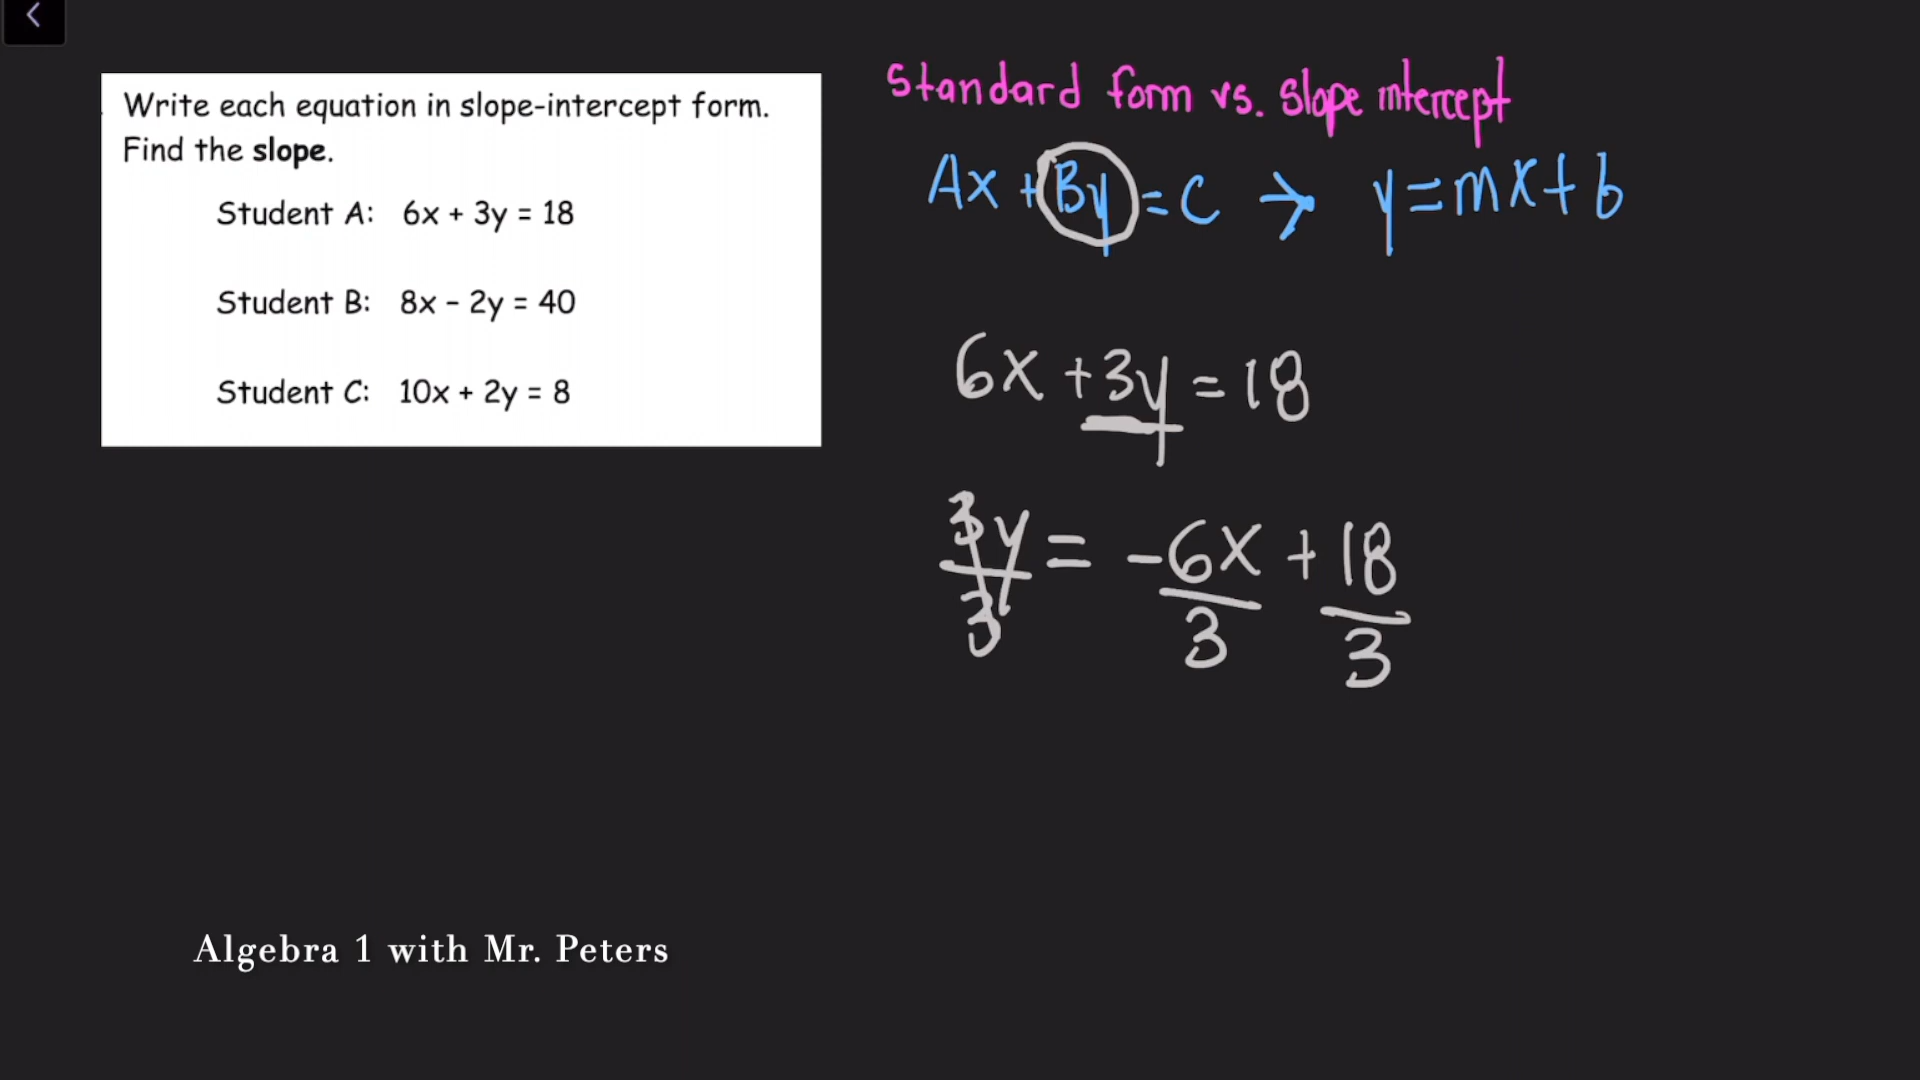 Write each equation in slope-intercept form.
Find the slope.
Student A: 6x + 3y = 18
Student B: 8x - 2y = 40
Student C: 10x + 2y = 8
Standard form vs. Slope intercept
Ax + By = C → y = mx + b
6x + 3y = 18
3y/3 = -6x/3 + 18/3
Algebra 1 with Mr. Peters